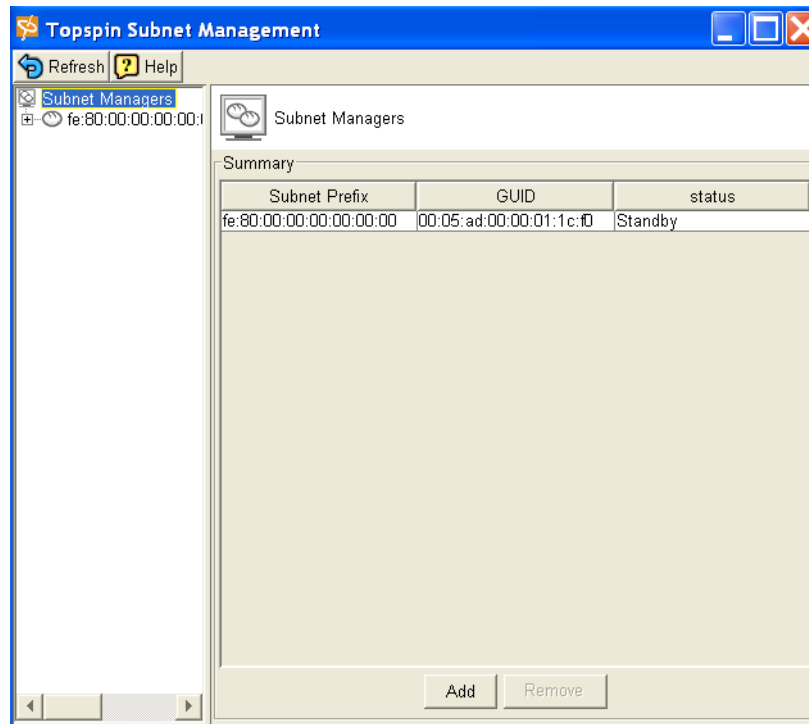 Topspin Subnet Management
Refresh ? Help
Subnet Managers
fe:80:00:00:00:00:
Subnet Managers
Summary
Subnet Prefix GUID status
fe:80:00:00:00:00:00:00 00:05:ad:00:00:01:1c:f0 Standby
Add Remove